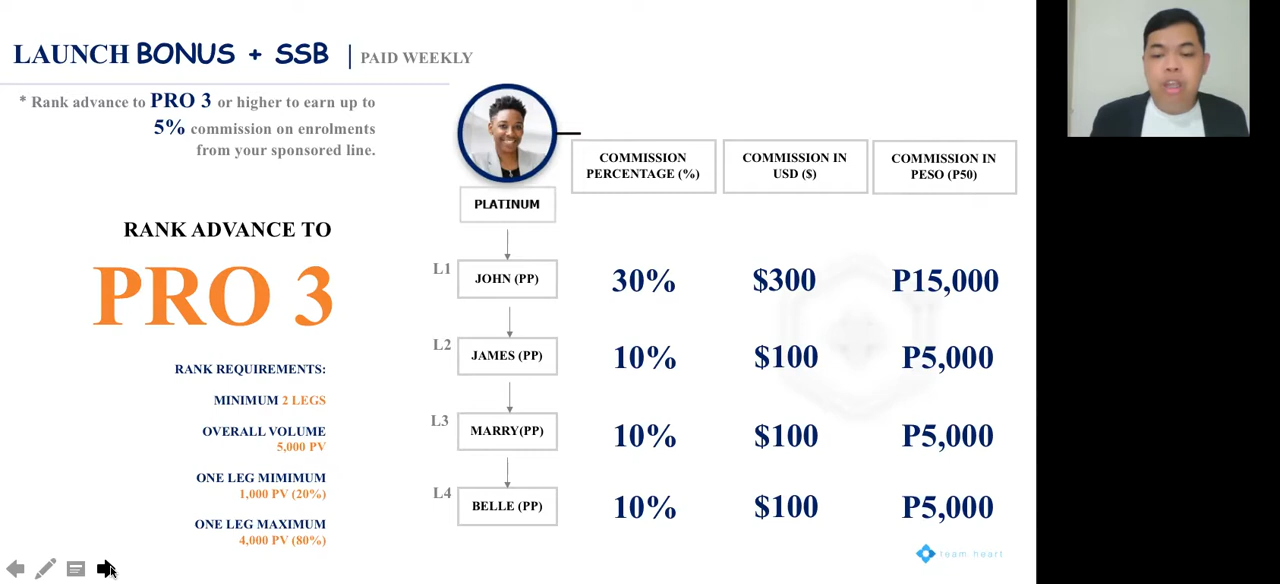 LAUNCH BONUS + SSB | PAID WEEKLY
* Rank advance to PRO 3 or higher to earn up to
5% commission on enrolments
from your sponsored line.
RANK ADVANCE TO
PRO 3
RANK REQUIREMENTS:
MINIMUM 2 LEGS
OVERALL VOLUME
5,000 PV
ONE LEG MIMIMUM
1,000 PV (20%)
ONE LEG MAXIMUM
4,000 PV (80%)
PLATINUM
COMMISSION
PERCENTAGE (%)
COMMISSION IN
USD ($)
COMMISSION IN
PESO (P50)
L1 JOHN (PP) 30% $300 P15,000
L2 JAMES (PP) 10% $100 P5,000
L3 MARRY(PP) 10% $100 P5,000
L4 BELLE (PP) 10% $100 P5,000
team heart